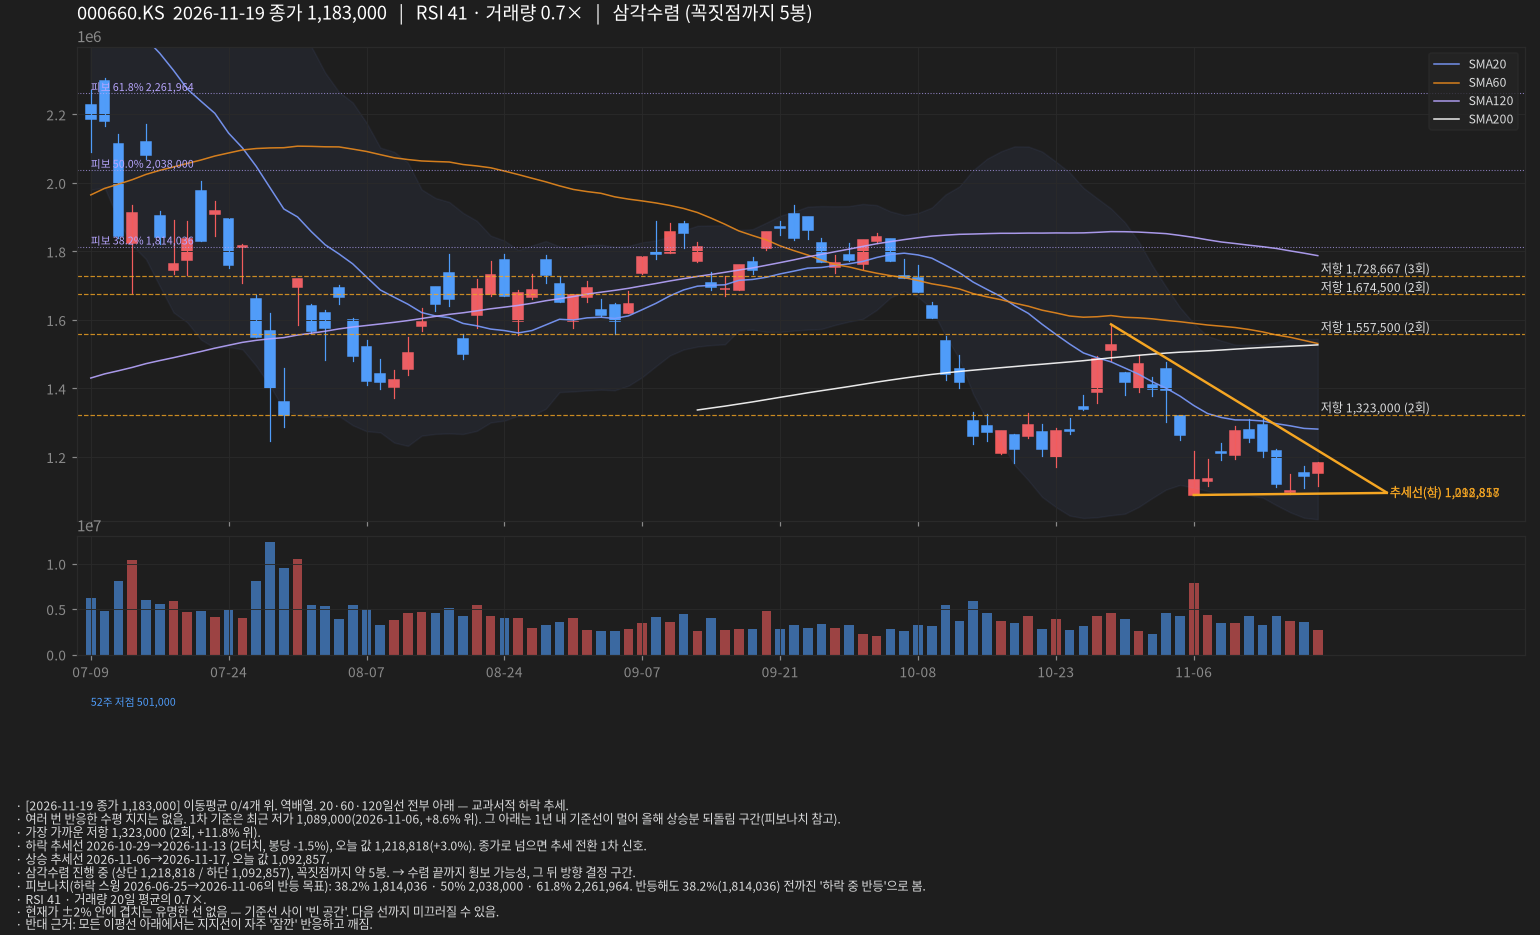 000660.KS 2026-11-19 종가 1,183,000 | RSI 41 · 거래량 0.7× | 삼각수렴 (꼭짓점까지 5봉)
1e6
SMA20
SMA60
SMA120
SMA200
피보 61.8% 2,261,964
2.2
피보 50.0% 2,038,000
2.0
피보 38.2% 1,814,036
1.8
저항 1,728,667 (3회)
저항 1,674,500 (2회)
1.6
저항 1,557,500 (2회)
1.4
저항 1,323,000 (2회)
1.2
추세선(상)
1e7
1.0
0.5
0.0
07-09 07-24 08-07 08-24 09-07 09-21 10-08 10-23 11-06
52주 저점 501,000
· [2026-11-19 종가 1,183,000] 이동평균 0/4개 위. 역배열. 20·60·120일선 전부 아래 — 교과서적 하락 추세.
· 여러 번 반응한 수평 지지는 없음. 1차 기준은 최근 저가 1,089,000(2026-11-06, +8.6% 위). 그 아래는 1년 내 기준선이 멀어 올해 상승분 되돌림 구간(피보나치 참고).
· 가장 가까운 저항 1,323,000 (2회, +11.8% 위).
· 하락 추세선 2026-10-29→2026-11-13 (2터치, 봉당 -1.5%), 오늘 값 1,218,818(+3.0%). 종가로 넘으면 추세 전환 1차 신호.
· 상승 추세선 2026-11-06→2026-11-17, 오늘 값 1,092,857.
· 삼각수렴 진행 중 (상단 1,218,818 / 하단 1,092,857), 꼭짓점까지 약 5봉. → 수렴 끝까지 횡보 가능성, 그 뒤 방향 결정 구간.
· 피보나치(하락 스윙 2026-06-25→2026-11-06의 반등 목표): 38.2% 1,814,036 · 50% 2,038,000 · 61.8% 2,261,964. 반등해도 38.2%(1,814,036) 전까진 '하락 중 반등'으로 봄.
· RSI 41 · 거래량 20일 평균의 0.7×.
· 현재가 ±2% 안에 겹치는 유명한 선 없음 — 기준선 사이 '빈 공간'. 다음 선까지 미끄러질 수 있음.
· 반대 근거: 모든 이평선 아래에서는 지지선이 자주 '잠깐' 반응하고 깨짐.